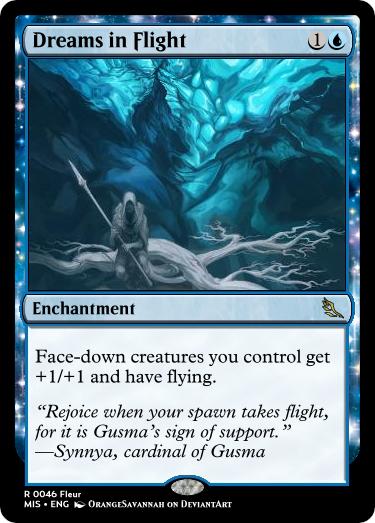 Dreams in Flight 1
Enchantment
Face-down creatures you control get
+1/+1 and have flying.
“Rejoice when your spawn takes flight,
for it is Gusma’s sign of support.”
—Synnya, cardinal of Gusma
R 0046 Fleur
MIS • ENG OrangeSavannah on DeviantArt